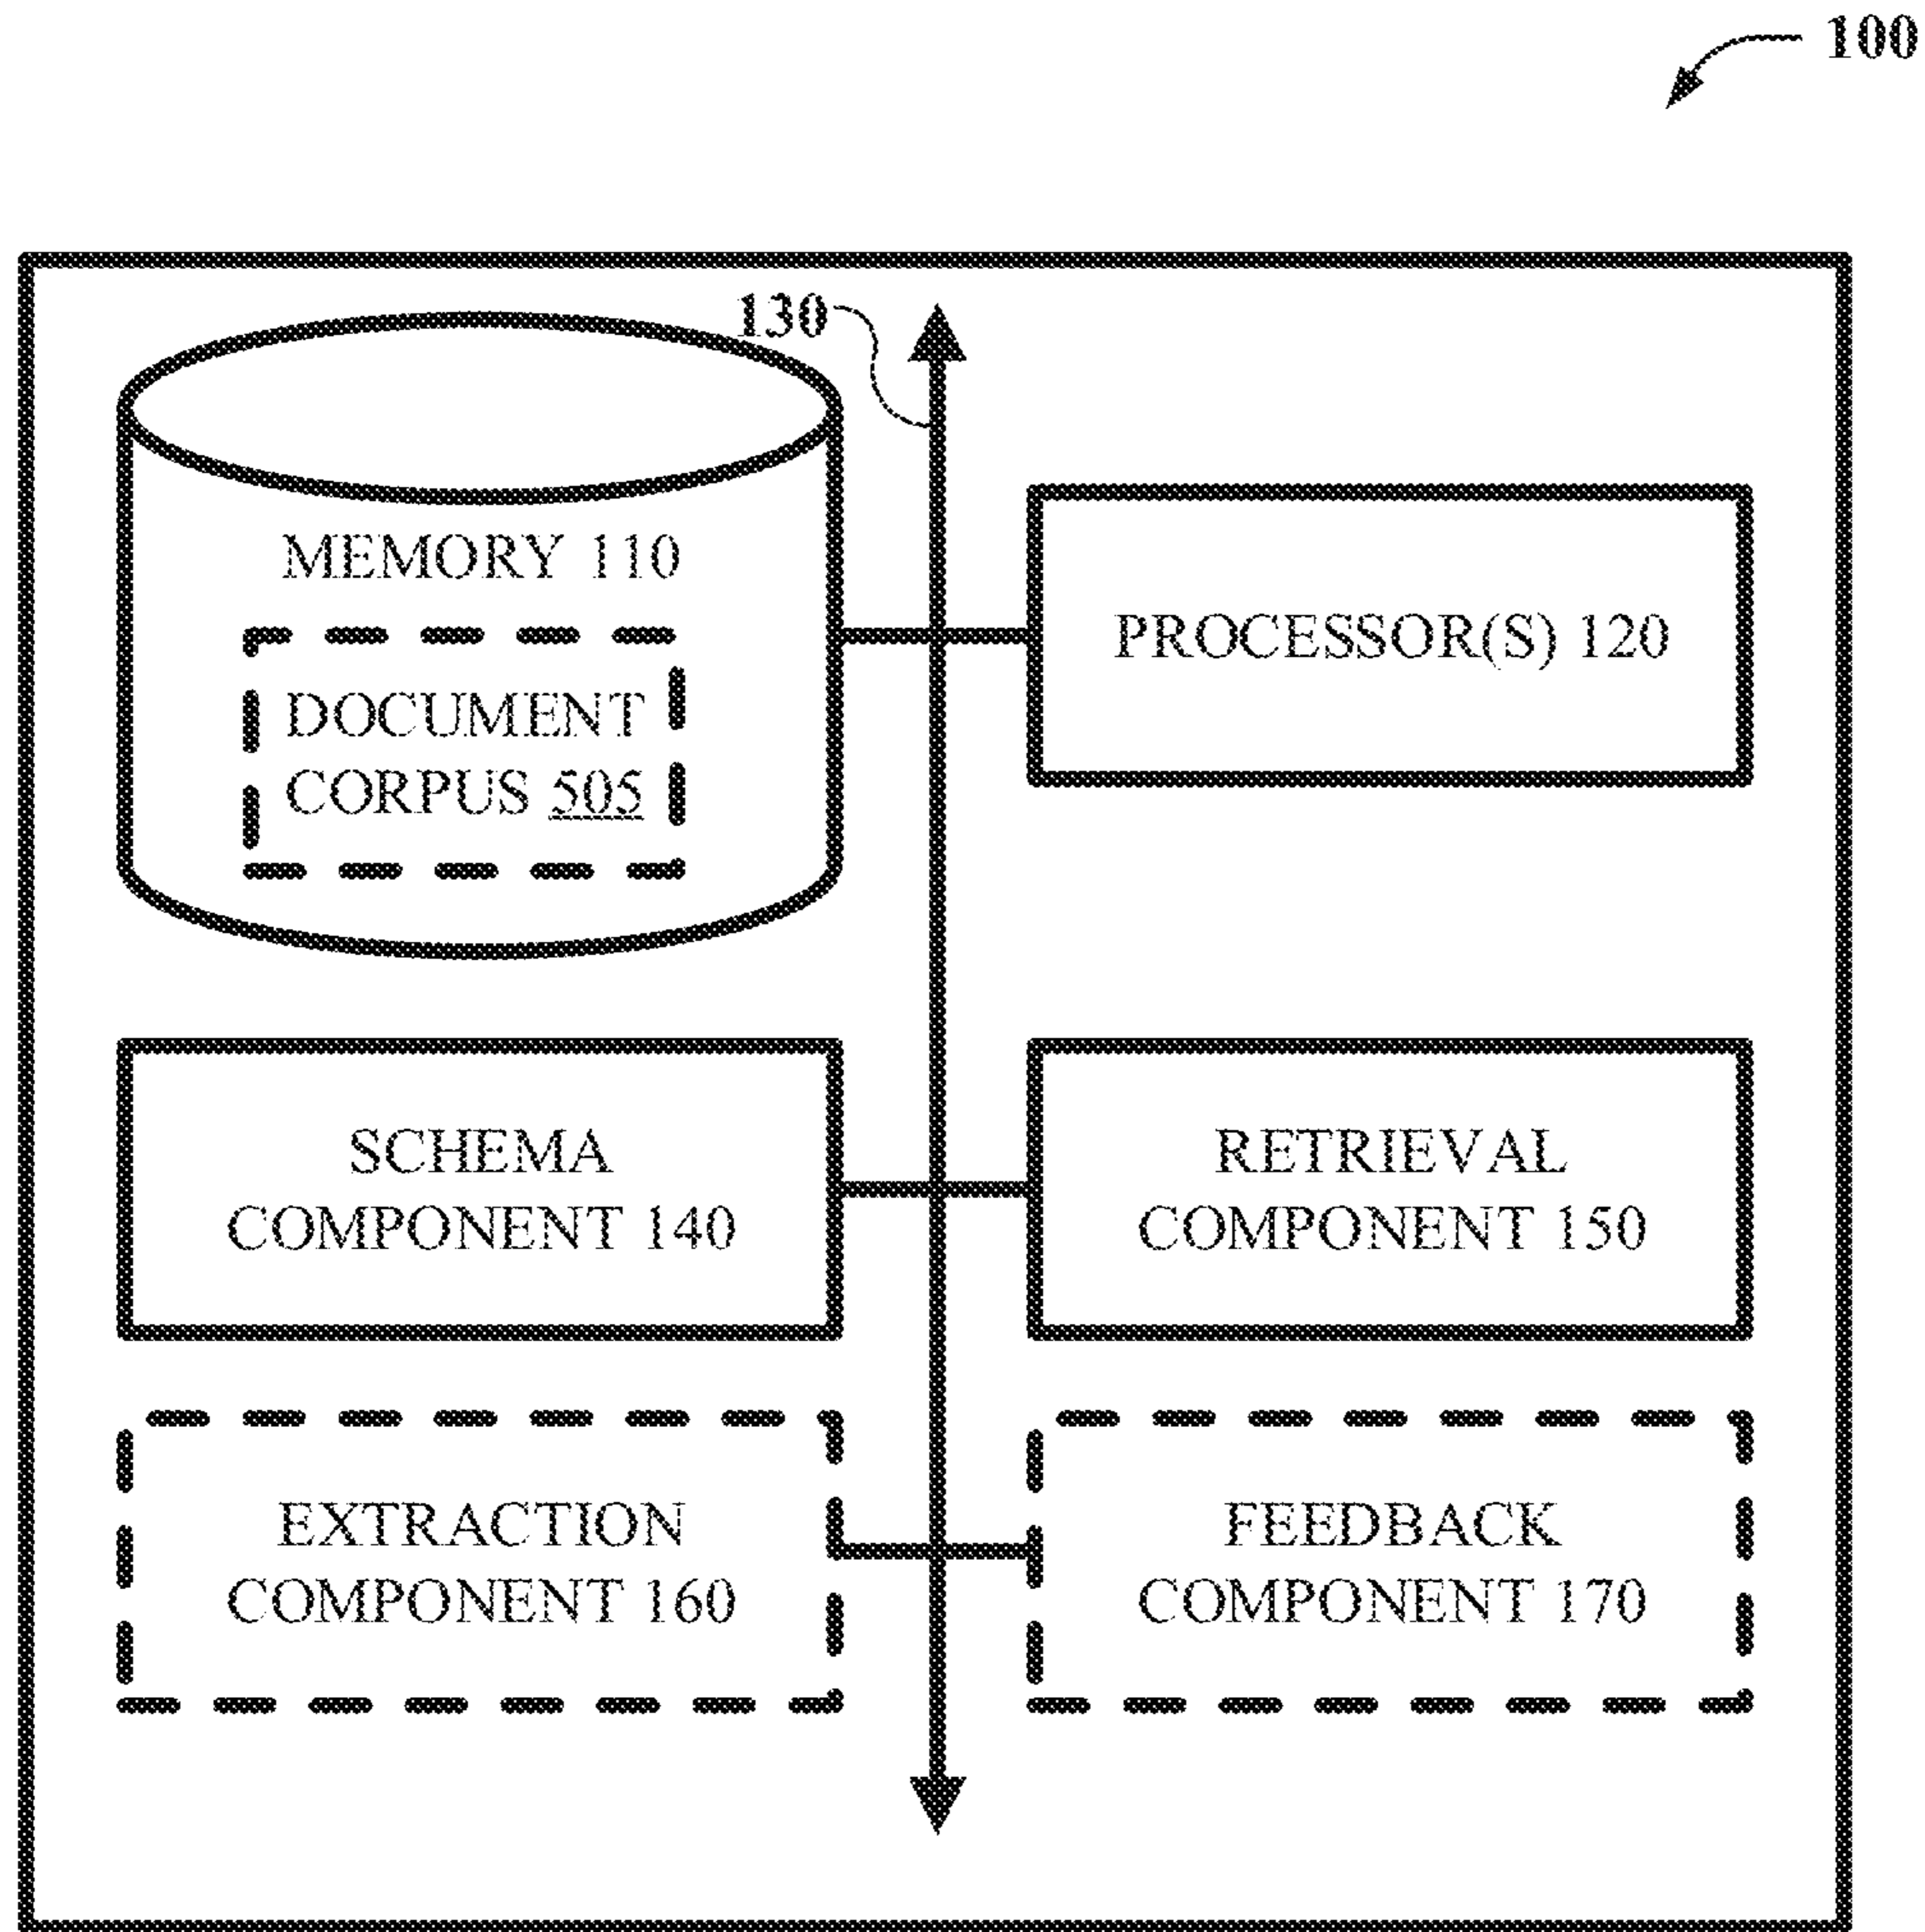 100
130
MEMORY 110
DOCUMENT
CORPUS 505
PROCESSOR(S) 120
SCHEMA
COMPONENT 140
RETRIEVAL
COMPONENT 150
EXTRACTION
COMPONENT 160
FEEDBACK
COMPONENT 170